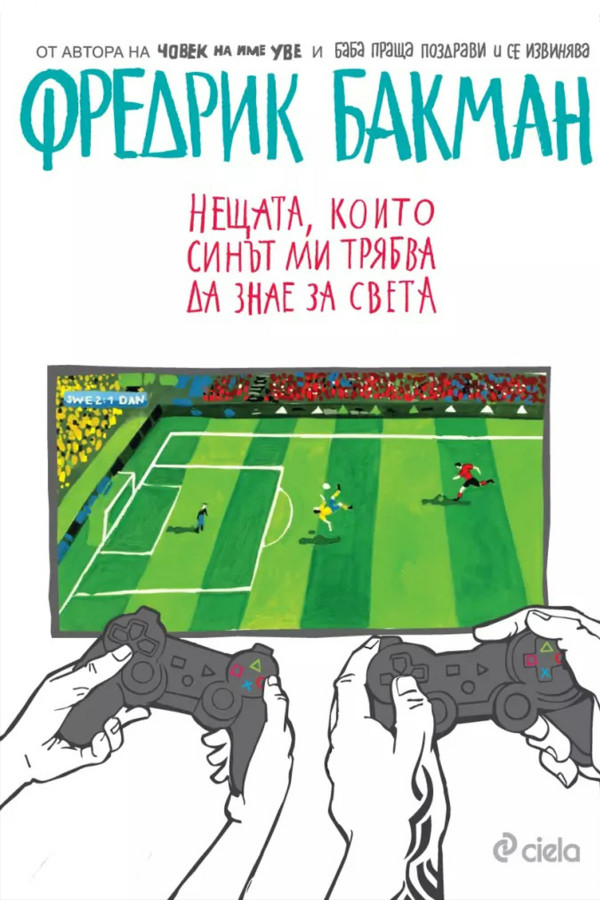 ОТ АВТОРА НА ЧОВЕК НА ИМЕ УВЕ И БАБА ПРАЩА ПОЗДРАВИ И СЕ ИЗВИНЯВА
ФРЕДРИК БАКМАН
НЕЩАТА, КОИТО
СИНЪТ МИ ТРЯБВА
ДА ЗНАЕ ЗА СВЕТА
SWE 2:1 DAN
ciela